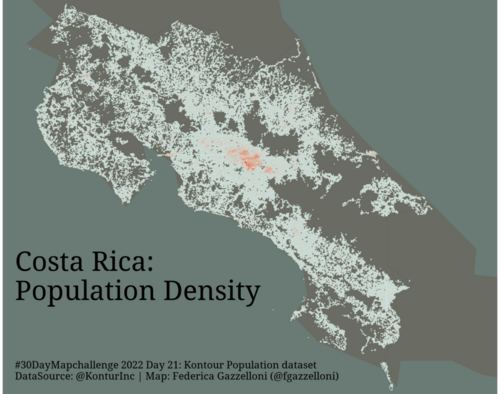 Costa Rica:
Population Density
#30DayMapchallenge 2022 Day 21: Kontour Population dataset
DataSource: @KonturInc | Map: Federica Gazzelloni (@fgazzelloni)